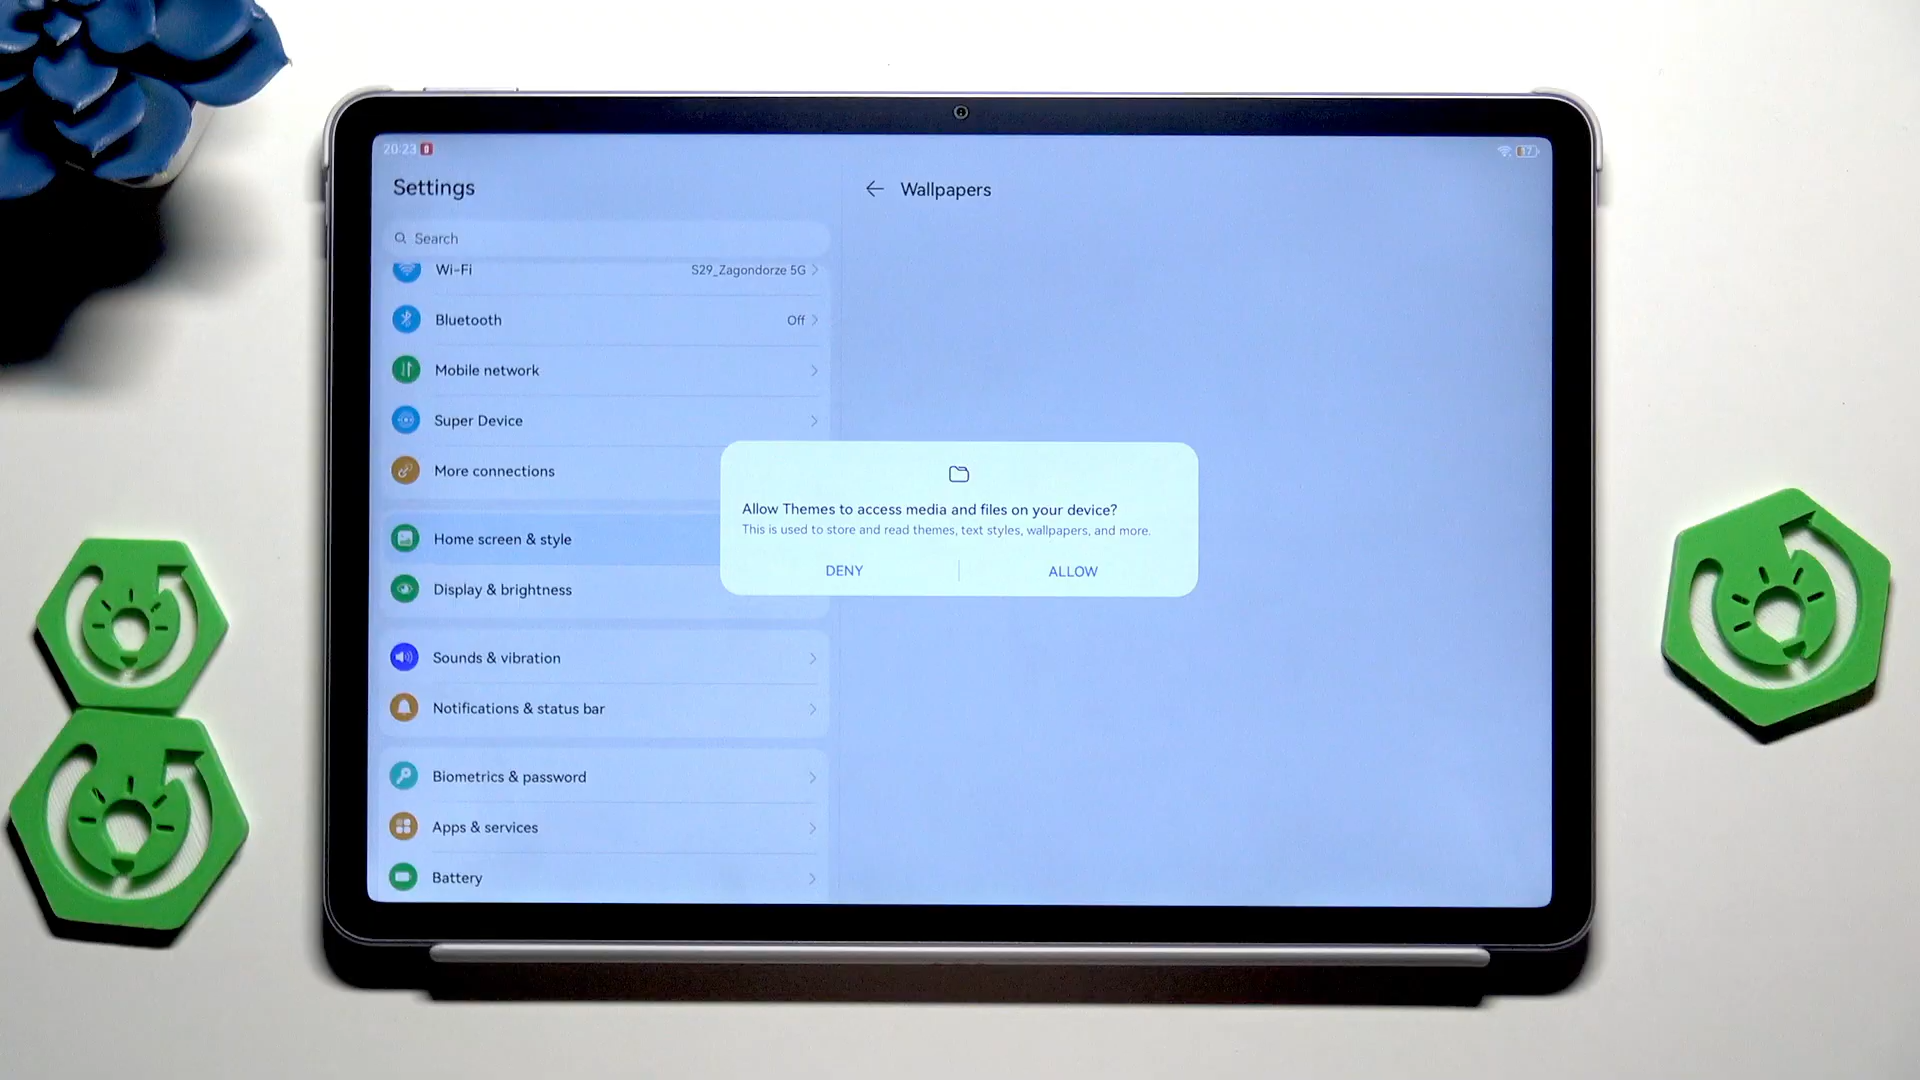 20:23
17
Settings
Wallpapers
Search
Wi-Fi
S29_Zagondorze 5G
Bluetooth
Off
Mobile network
Super Device
More connections
Home screen & style
Display & brightness
Allow Themes to access media and files on your device?
This is used to store and read themes, text styles, wallpapers, and more.
DENY
ALLOW
Sounds & vibration
Notifications & status bar
Biometrics & password
Apps & services
Battery